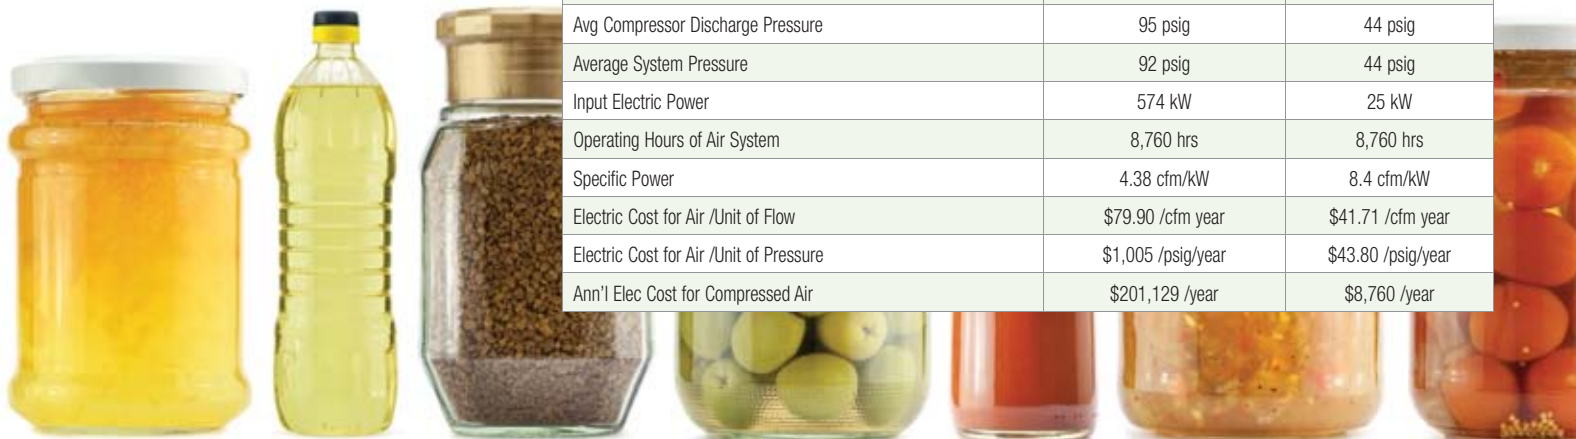 Avg Compressor Discharge Pressure 95 psig 44 psig
Average System Pressure 92 psig 44 psig
Input Electric Power 574 kW 25 kW
Operating Hours of Air System 8,760 hrs 8,760 hrs
Specific Power 4.38 cfm/kW 8.4 cfm/kW
Electric Cost for Air /Unit of Flow $79.90 /cfm year $41.71 /cfm year
Electric Cost for Air /Unit of Pressure $1,005 /psig/year $43.80 /psig/year
Ann'l Elec Cost for Compressed Air $201,129 /year $8,760 /year